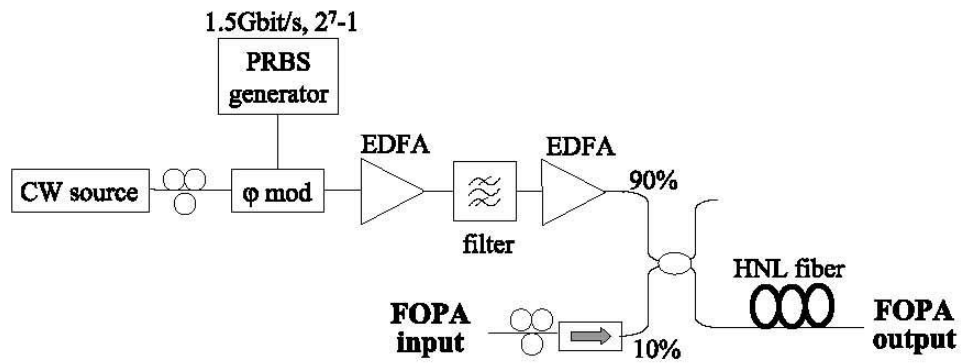 1.5Gbit/s, 2⁷-1
PRBS
generator
EDFA
EDFA
CW source
φ mod
90%
filter
HNL fiber
FOPA
input
10%
FOPA
output